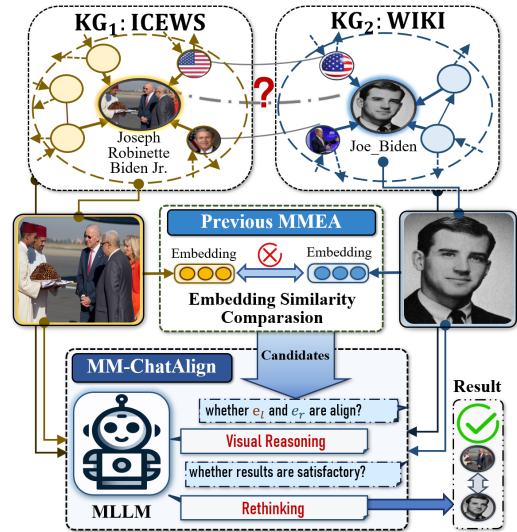 KG1: ICEWS
KG2: WIKI
?
Joseph
Robinette
Biden Jr.
Joe_Biden
Previous MMEA
Embedding
Embedding
Embedding Similarity
Comparasion
Candidates
MM-ChatAlign
whether el and er are align?
Visual Reasoning
whether results are satisfactory?
Rethinking
MLLM
Result